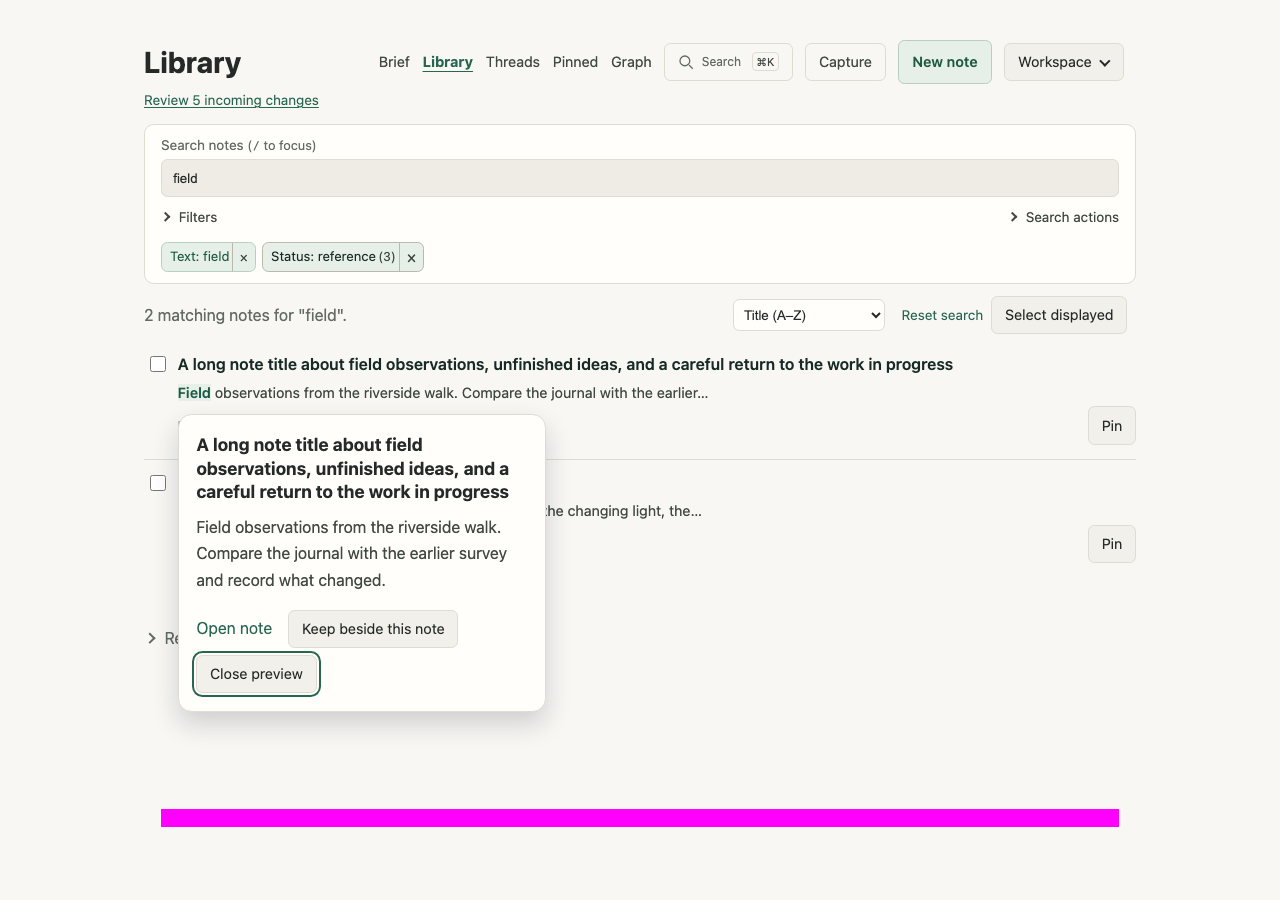 Library
Brief Library Threads Pinned Graph Search ⌘K Capture New note Workspace
Review 5 incoming changes
Search notes (/ to focus)
field
Filters Search actions
Text: field × Status: reference (3) ×
2 matching notes for "field". Title (A–Z) Reset search Select displayed
A long note title about field observations, unfinished ideas, and a careful return to the work in progress
Field observations from the riverside walk. Compare the journal with the earlier…
Pin
A long note title about field
observations, unfinished ideas, and a
careful return to the work in progress
the changing light, the…
Field observations from the riverside walk.
Compare the journal with the earlier survey
and record what changed.
Pin
Open note Keep beside this note
Close preview